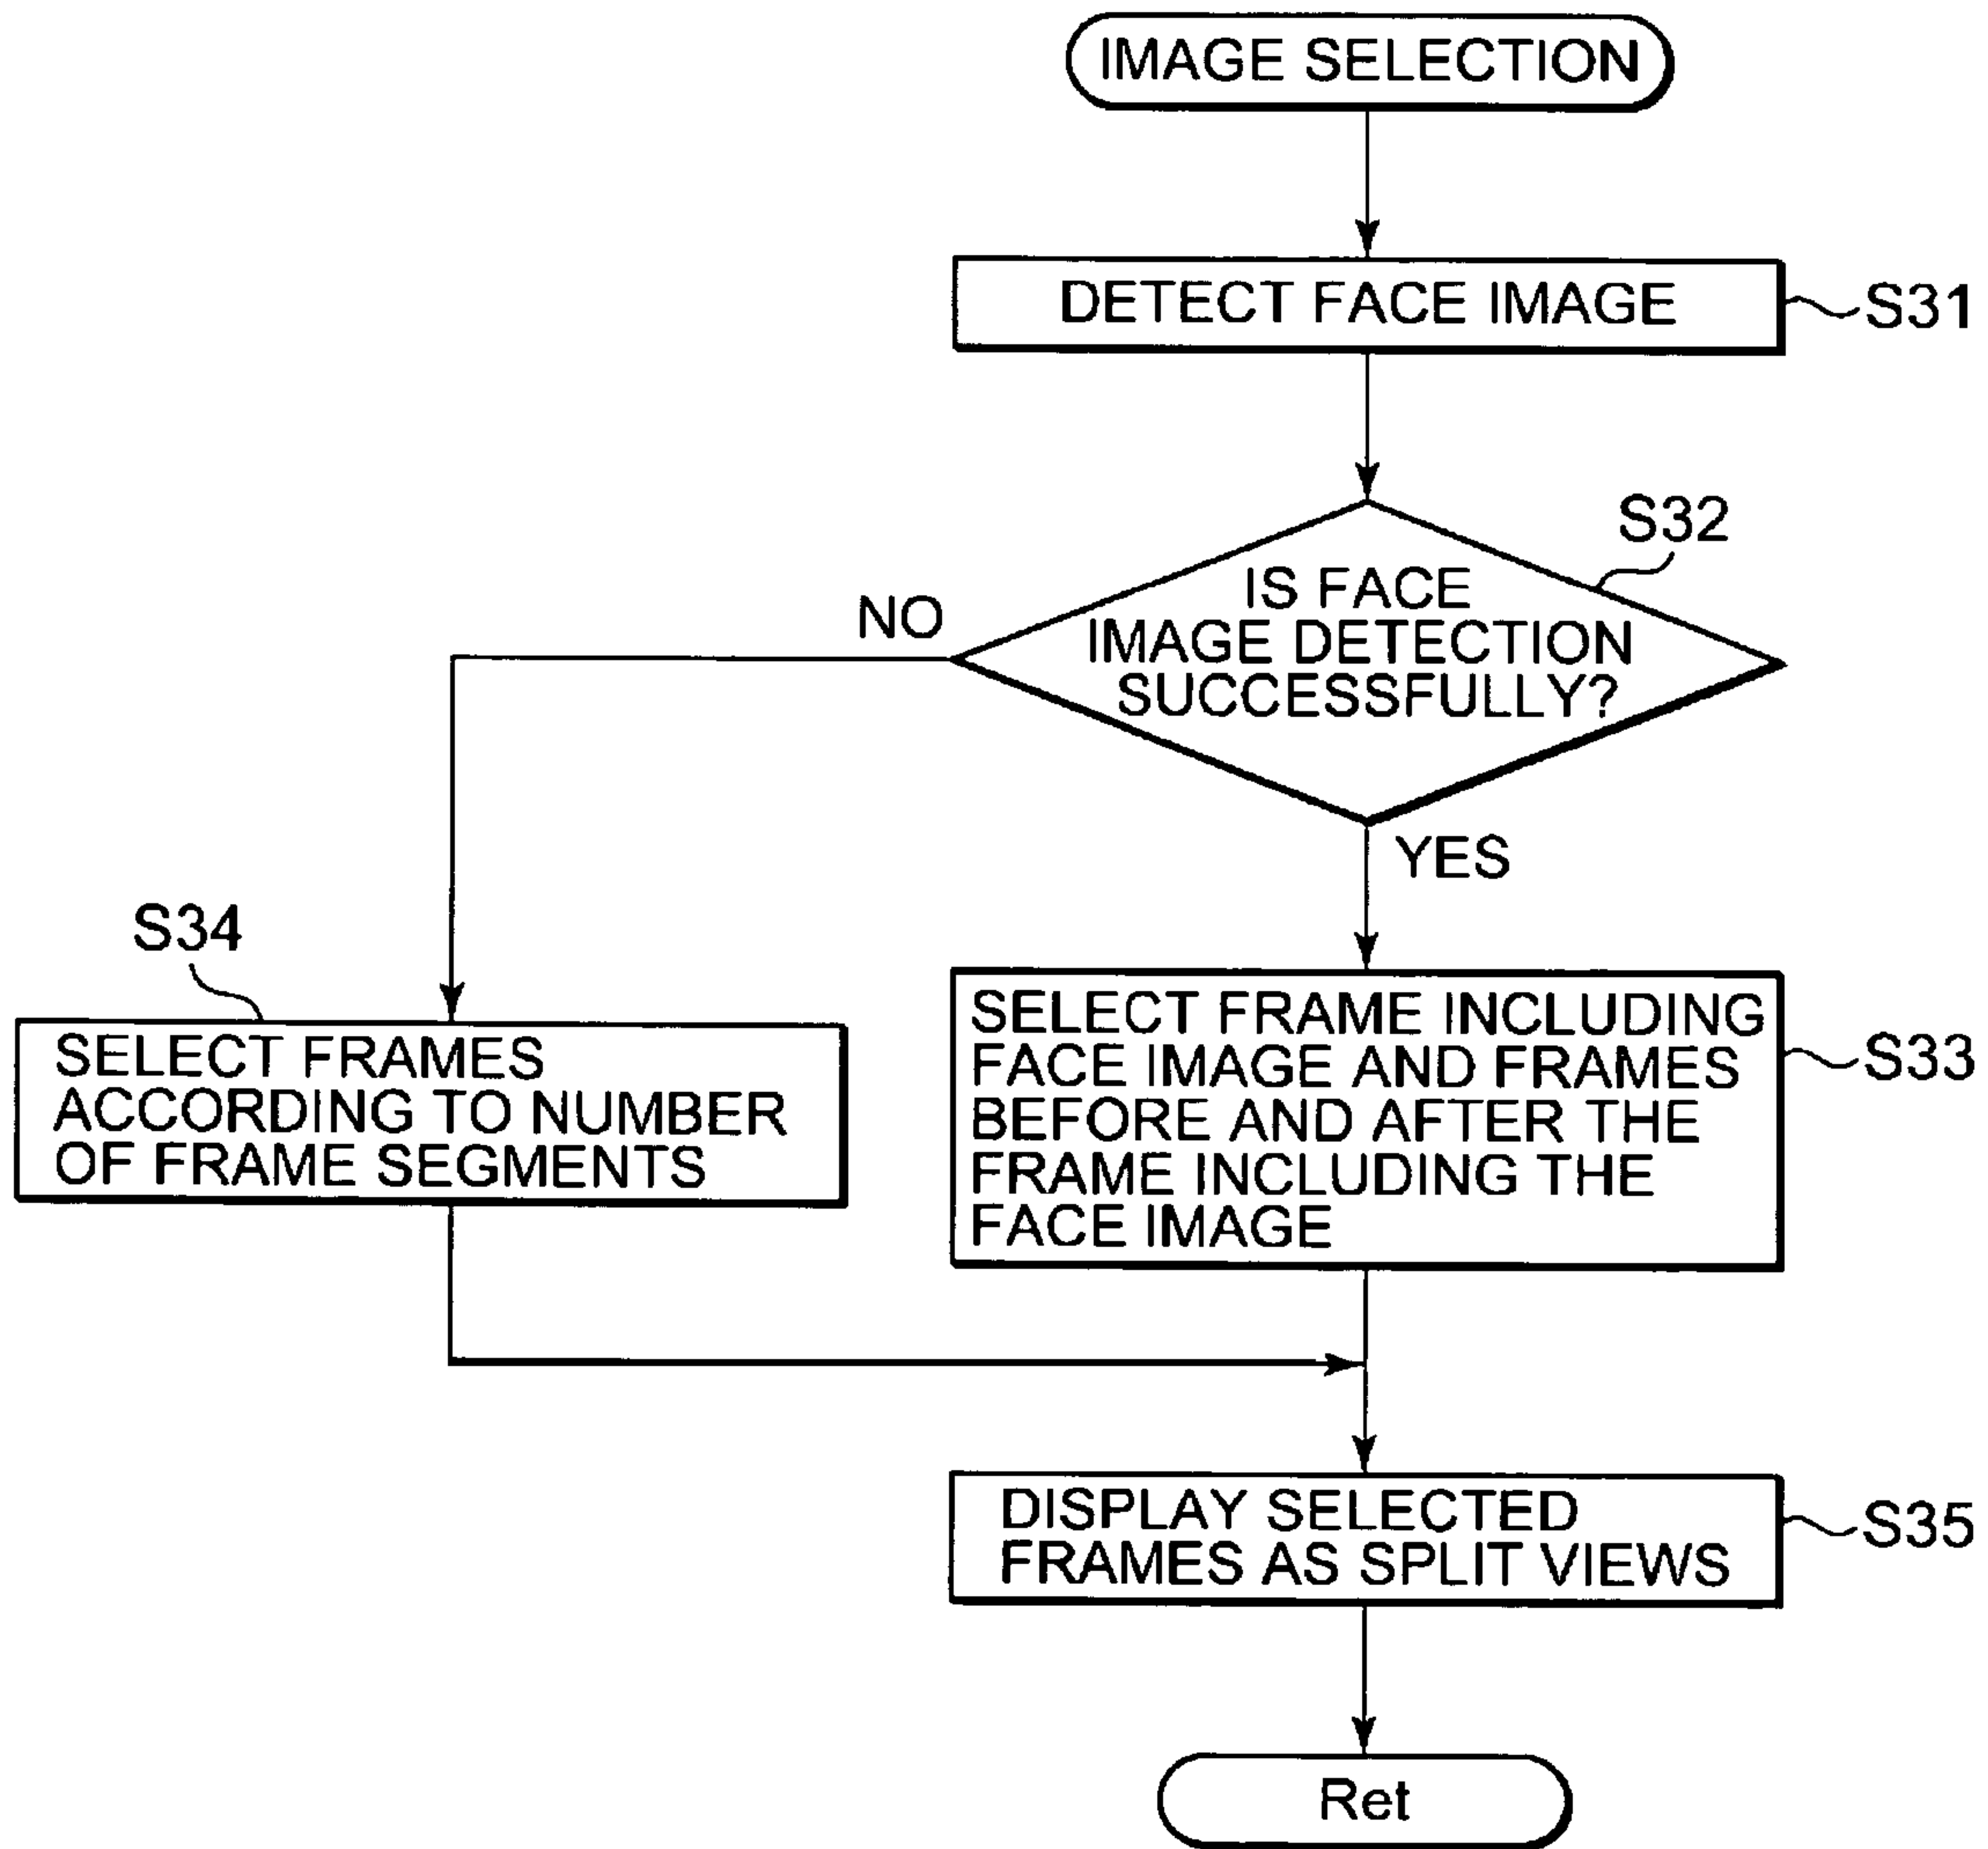 IMAGE SELECTION
DETECT FACE IMAGE
S31
S32
IS FACE
IMAGE DETECTION
SUCCESSFULLY?
NO
YES
S34
SELECT FRAMES
ACCORDING TO NUMBER
OF FRAME SEGMENTS
SELECT FRAME INCLUDING
FACE IMAGE AND FRAMES
BEFORE AND AFTER THE
FRAME INCLUDING THE
FACE IMAGE
S33
DISPLAY SELECTED
FRAMES AS SPLIT VIEWS
S35
Ret